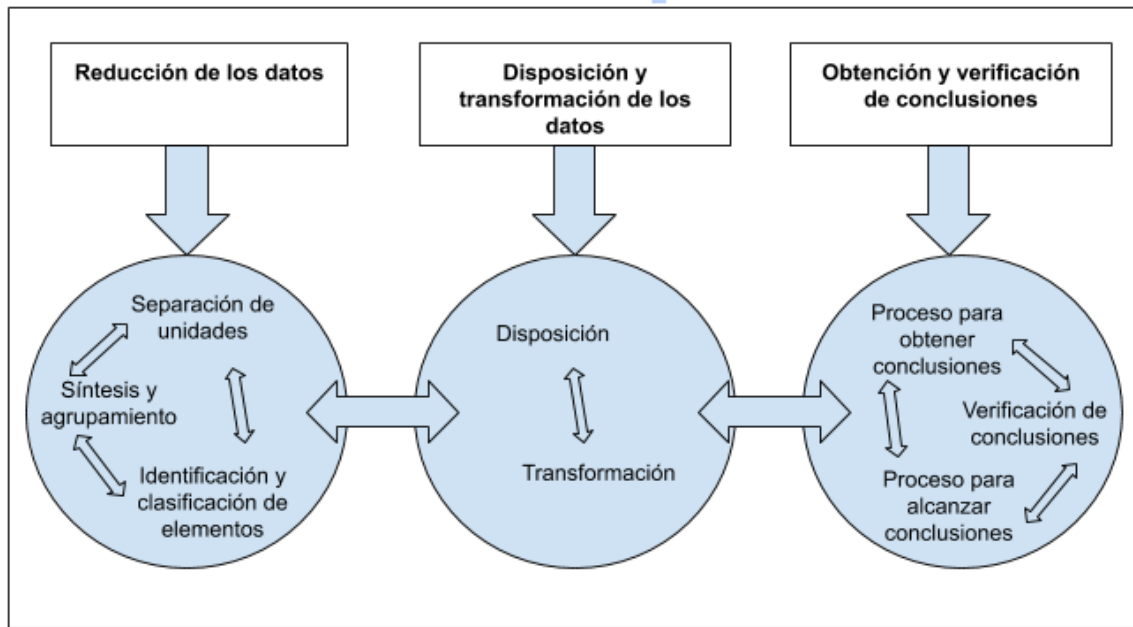 Reducción de los datos
Disposición y
transformación de los
datos
Obtención y verificación
de conclusiones
Separación de
unidades
Síntesis y
agrupamiento
Identificación y
clasificación de
elementos
Disposición
Transformación
Proceso para
obtener
conclusiones
Verificación de
conclusiones
Proceso para
alcanzar
conclusiones